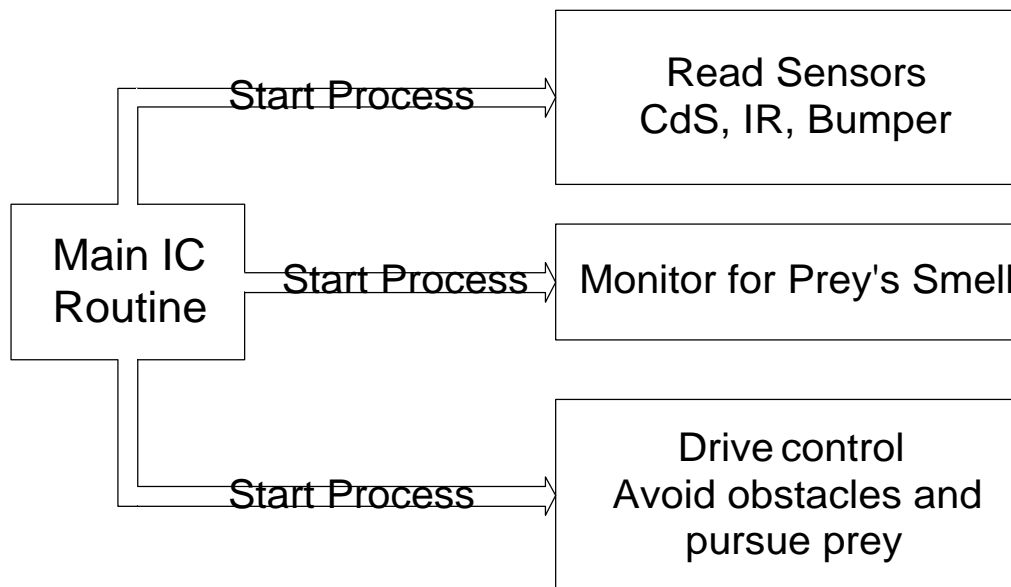 Start Process
Read Sensors
CdS, IR, Bumper
Main IC
Routine
Start Process
Monitor for Prey's Smell
Start Process
Drive control
Avoid obstacles and
pursue prey